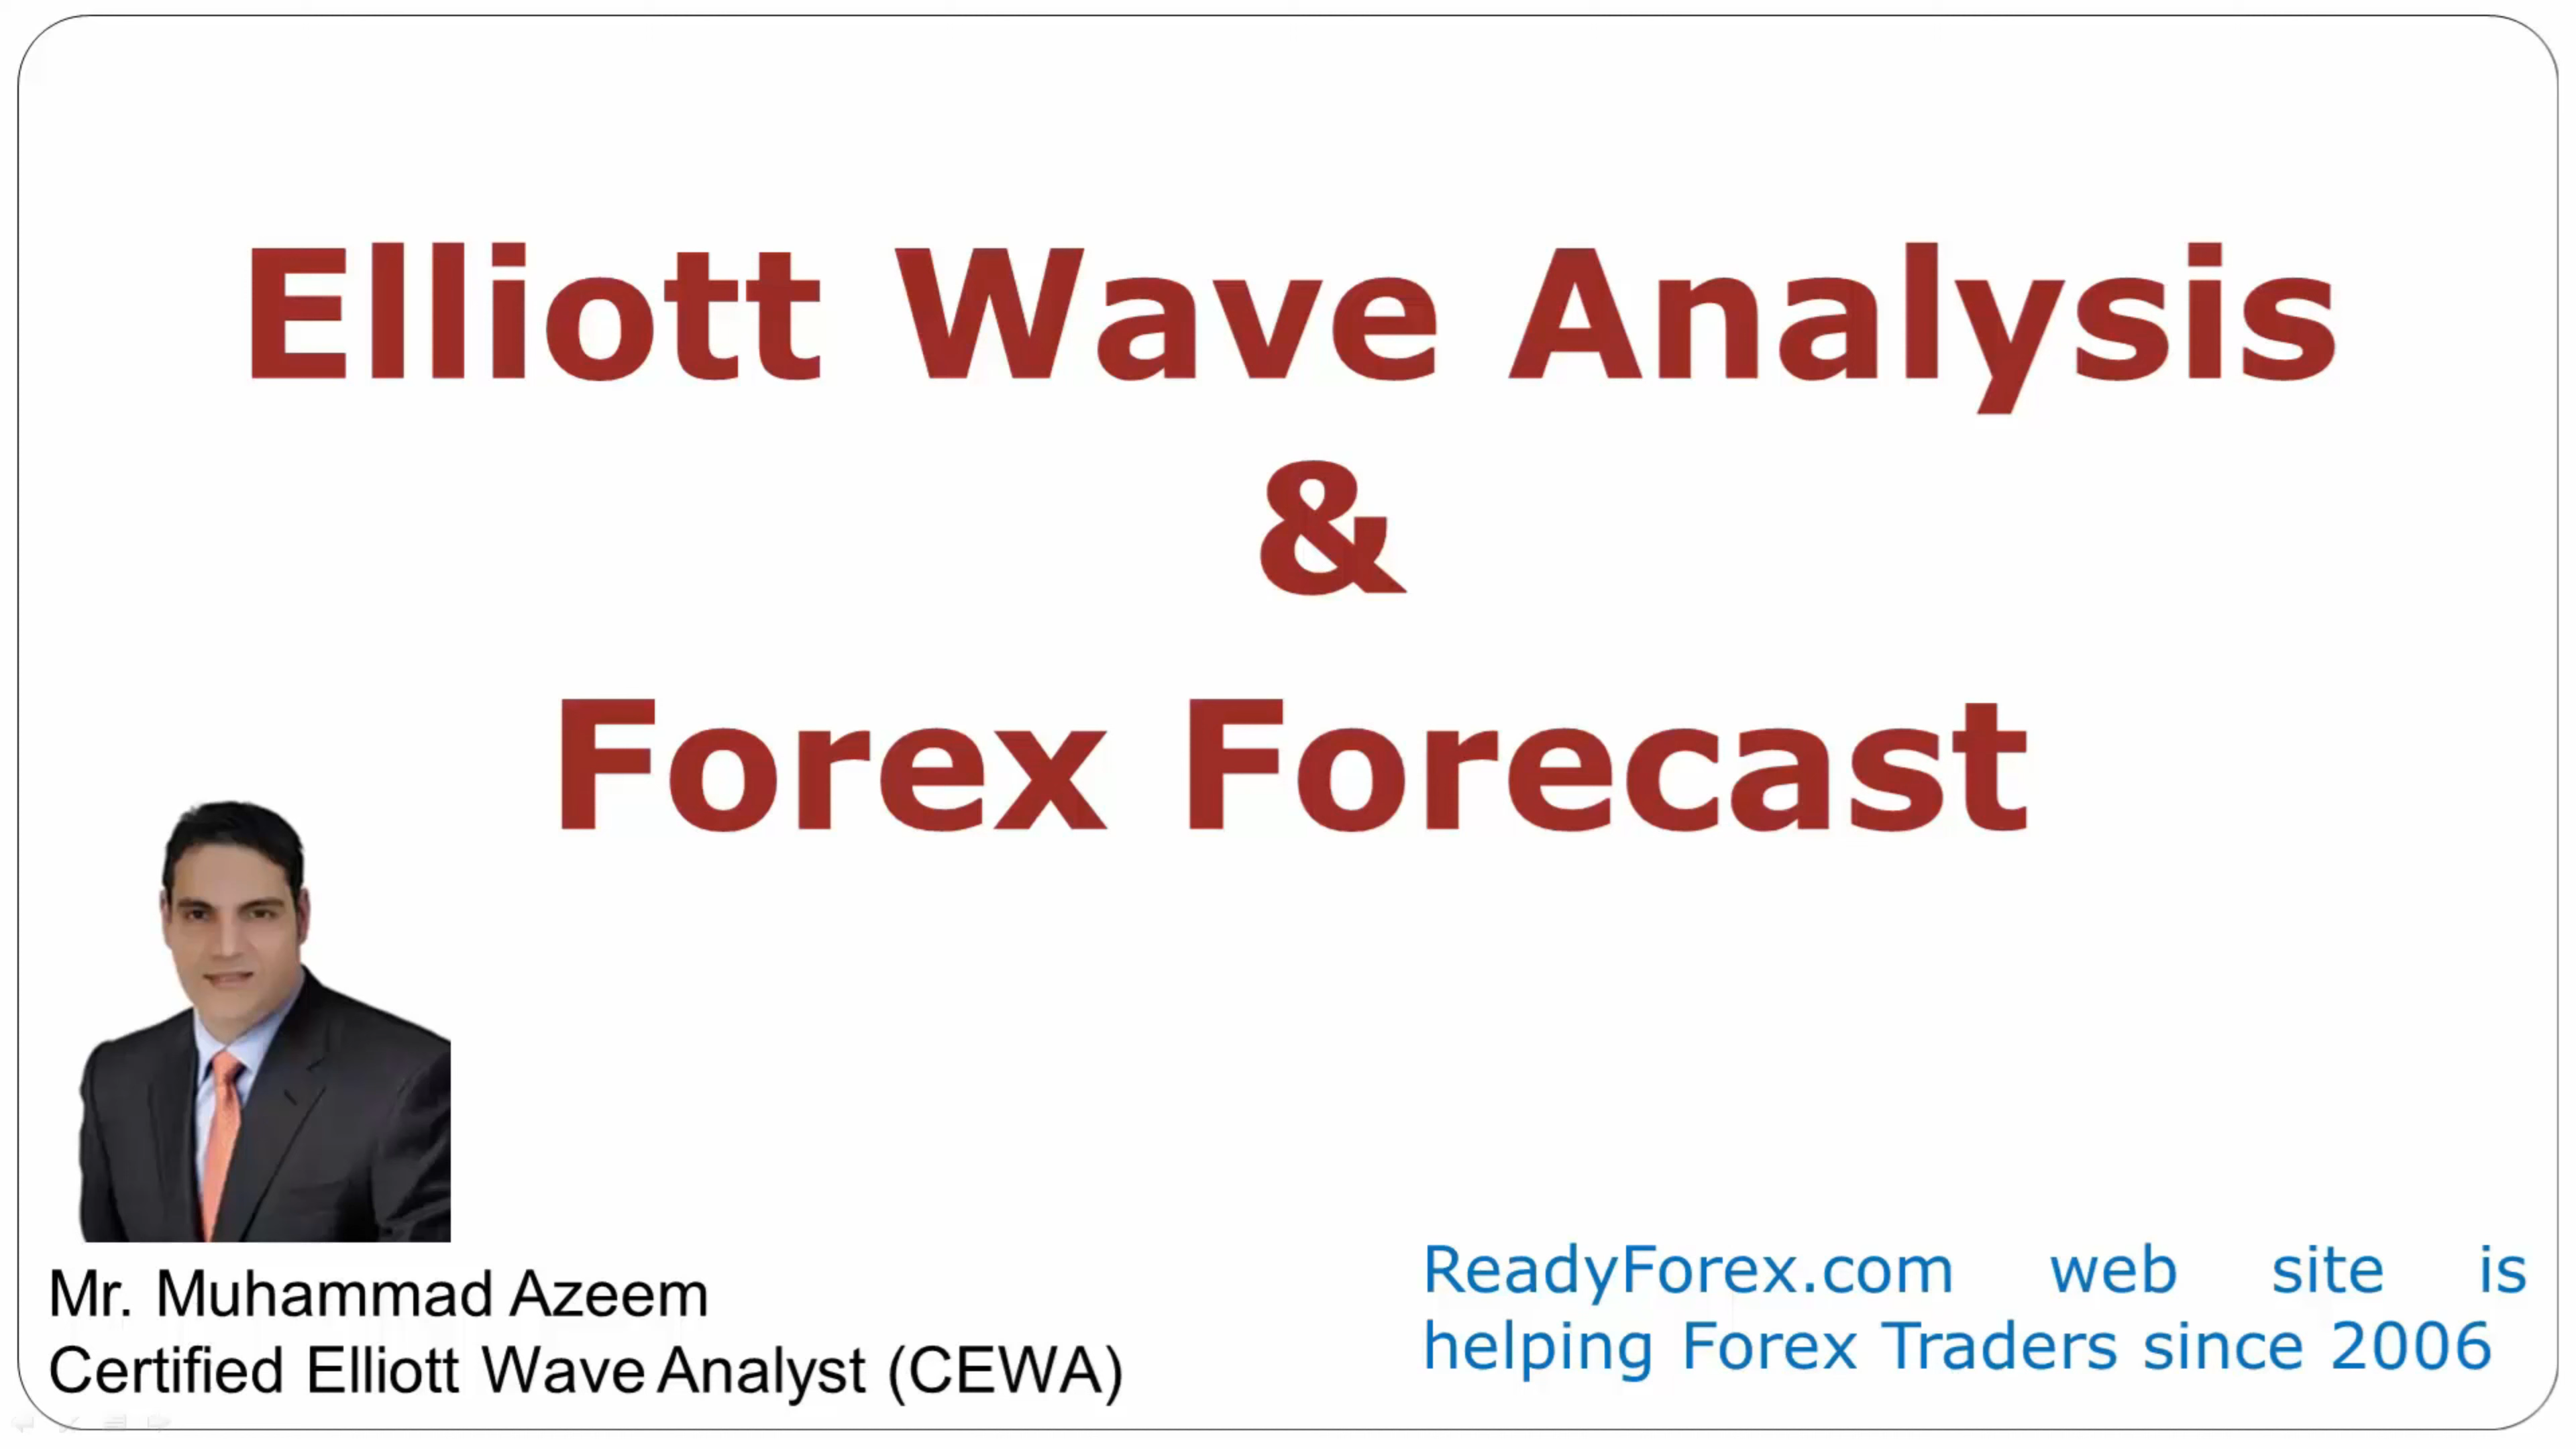 Elliott Wave Analysis
&
Forex Forecast
Mr. Muhammad Azeem
Certified Elliott Wave Analyst (CEWA)
ReadyForex.com web site is
helping Forex Traders since 2006